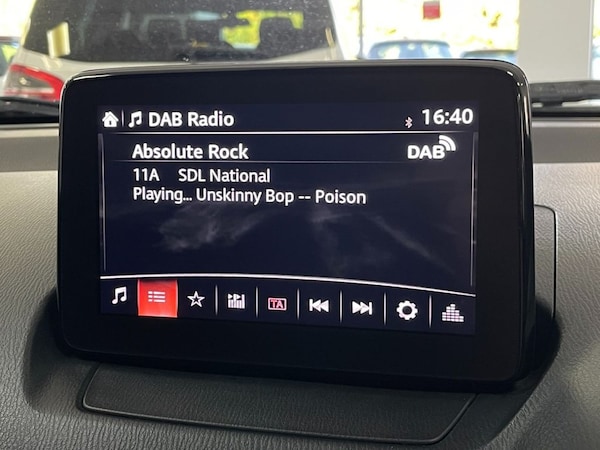 DAB Radio 16:40
Absolute Rock DAB
11A SDL National
Playing... Unskinny Bop -- Poison
TA